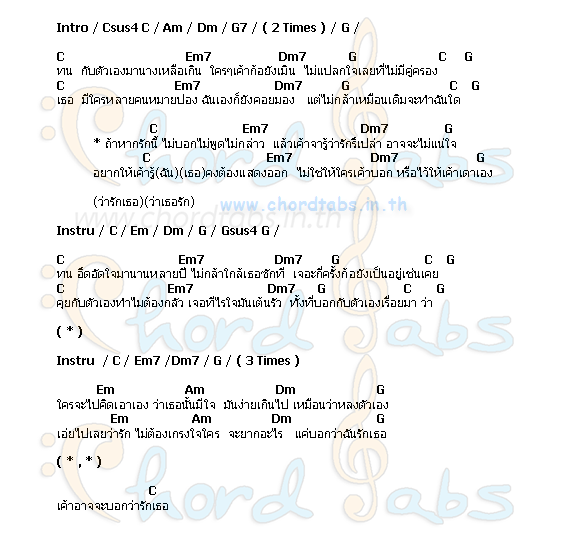 Intro / Csus4 C / Am / Dm / G7 / ( 2 Times ) / G /
C Em7 Dm7 G C G
ทน กับตัวเองมานางเหลือเกิน ใครๆเค้าก้อยังเมิน ไม่แปลกใจเลยที่ไม่มีคู่ครอง
C Em7 Dm7 G C G
เธอ มีใครหลายคนหมายปอง ฉันเองก็ยังคอยมอง แต่ไม่กล้าเหมือนเดิมจะทำฉันใด
C Em7 Dm7 G
* ถ้าหากรักนี้ ไม่บอกไม่พูดไม่กล่าว แล้วเค้าจารู้ว่ารักรึเปล่า อาจจะไม่แน่ใจ
C Em7 Dm7 G
อยากให้เค้ารู้(ฉัน)(เธอ)คงต้องแสดงออก ไม่ใช่ให้ใครเค้าบอก หรือไว้ให้เค้าเดาเอง
(ว่ารักเธอ)(ว่าเธอรัก)
www.chordtabs.in.th
www.chordtabs.in.th
Instru / C / Em / Dm / G / Gsus4 G /
C Em7 Dm7 G C G
ทน อึดอัดใจมานานหลายปี ไม่กล้าใกล้เธอซักที เจอะกี่ครั้งก้อยังเป็นอยู่เช่นเคย
C Em7 Dm7 G C G
คุยกับตัวเองทำไมต้องกลัว เจอทีไรใจมันเต้นรัว ทั้งที่บอกกับตัวเองเรื่อยมา ว่า
Chord Tabs
( * )
Instru / C / Em7 /Dm7 / G / ( 3 Times )
Em Am Dm G
ใครจะไปคิดเอาเอง ว่าเธอนั้นมีใจ มันง่ายเกินไป เหมือนว่าหลงตัวเอง
Em Am Dm G
เอ่ยไปเลยว่ารัก ไม่ต้องเกรงใจใคร จะยากอะไร แค่บอกว่าฉันรักเธอ
( * , * )
C
เค้าอาจจะบอกว่ารักเธอ